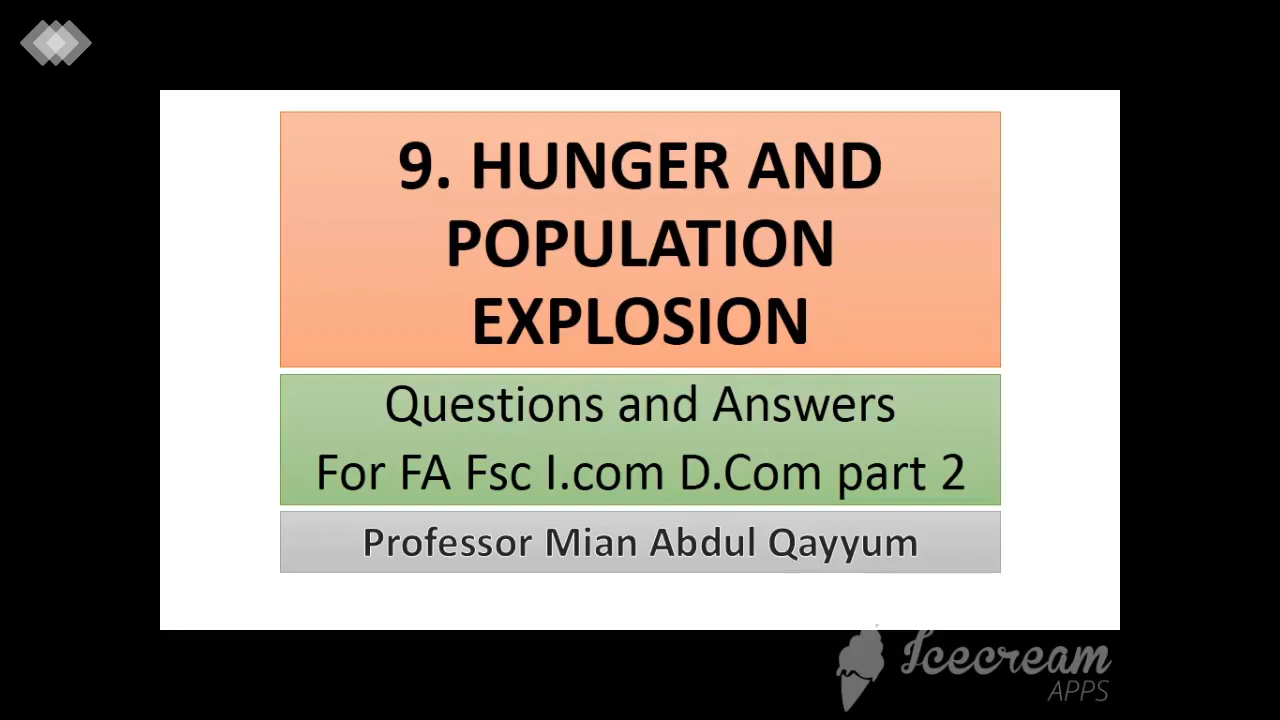 9. HUNGER AND
POPULATION
EXPLOSION
Questions and Answers
For FA Fsc I.com D.Com part 2
Professor Mian Abdul Qayyum
Icecream
APPS